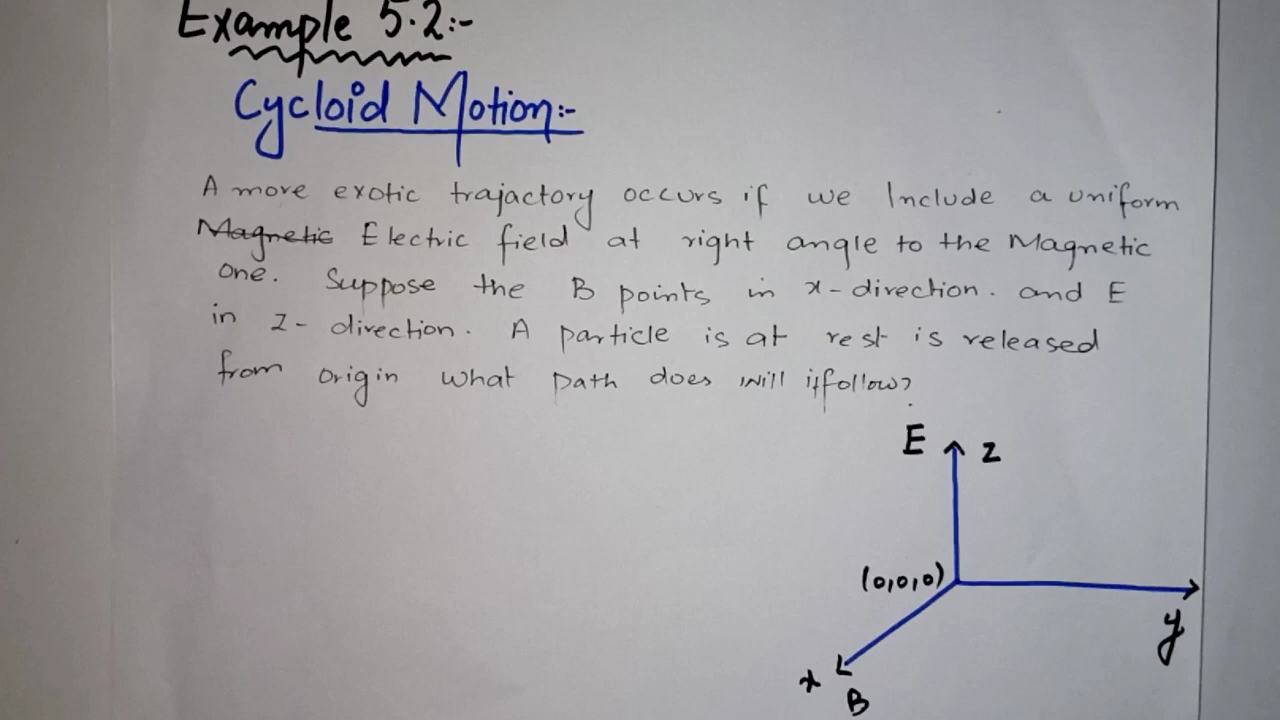 Example 5.2:-
Cycloid Motion:-
A more exotic trajactory occurs if we Include a uniform
Magnetic Electric field at right angle to the Magnetic
one. Suppose the B points in x-direction. and E
in z-direction. A particle is at rest is released
from origin what path does will itfollow?
E z
(0,0,0)
y
x
B